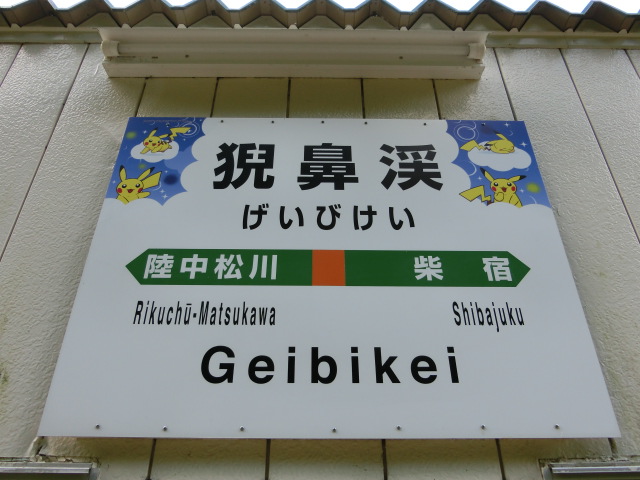 猊鼻渓
げいびけい
陸中松川 柴宿
Rikuchū-Matsukawa Shibajuku
Geibikei